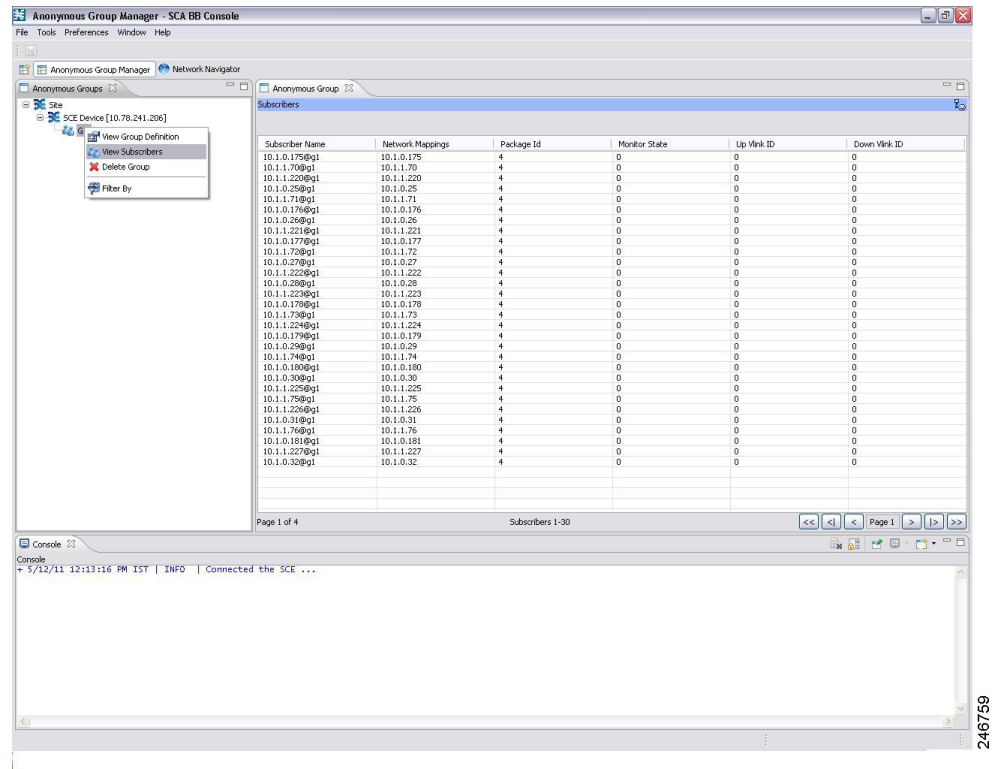 Anonymous Group Manager - SCA BB Console
File Tools Preferences Window Help
Anonymous Group Manager Network Navigator
Anonymous Groups
Site
SCE Device [10.78.241.206]
G
View Group Definition
View Subscribers
Delete Group
Filter By
Anonymous Group
Subscribers
Subscriber Name Network Mappings Package Id Monitor State Up Vlink ID Down Vlink ID
10.1.0.175@g1 10.1.0.175 4 0 0 0
10.1.1.70@g1 10.1.1.70 4 0 0 0
10.1.1.220@g1 10.1.1.220 4 0 0 0
10.1.0.25@g1 10.1.0.25 4 0 0 0
10.1.1.71@g1 10.1.1.71 4 0 0 0
10.1.0.176@g1 10.1.0.176 4 0 0 0
10.1.0.26@g1 10.1.0.26 4 0 0 0
10.1.1.221@g1 10.1.1.221 4 0 0 0
10.1.0.177@g1 10.1.0.177 4 0 0 0
10.1.1.72@g1 10.1.1.72 4 0 0 0
10.1.0.27@g1 10.1.0.27 4 0 0 0
10.1.1.222@g1 10.1.1.222 4 0 0 0
10.1.0.28@g1 10.1.0.28 4 0 0 0
10.1.1.223@g1 10.1.1.223 4 0 0 0
10.1.0.178@g1 10.1.0.178 4 0 0 0
10.1.1.73@g1 10.1.1.73 4 0 0 0
10.1.1.224@g1 10.1.1.224 4 0 0 0
10.1.0.179@g1 10.1.0.179 4 0 0 0
10.1.0.29@g1 10.1.0.29 4 0 0 0
10.1.1.74@g1 10.1.1.74 4 0 0 0
10.1.0.180@g1 10.1.0.180 4 0 0 0
10.1.0.30@g1 10.1.0.30 4 0 0 0
10.1.1.225@g1 10.1.1.225 4 0 0 0
10.1.1.75@g1 10.1.1.75 4 0 0 0
10.1.1.226@g1 10.1.1.226 4 0 0 0
10.1.0.31@g1 10.1.0.31 4 0 0 0
10.1.1.76@g1 10.1.1.76 4 0 0 0
10.1.0.181@g1 10.1.0.181 4 0 0 0
10.1.1.227@g1 10.1.1.227 4 0 0 0
10.1.0.32@g1 10.1.0.32 4 0 0 0
Page 1 of 4 Subscribers 1-30 << <| < Page 1 > |> >>
Console
Console
+ 5/12/11 12:13:16 PM IST | INFO | Connected the SCE ...
246759